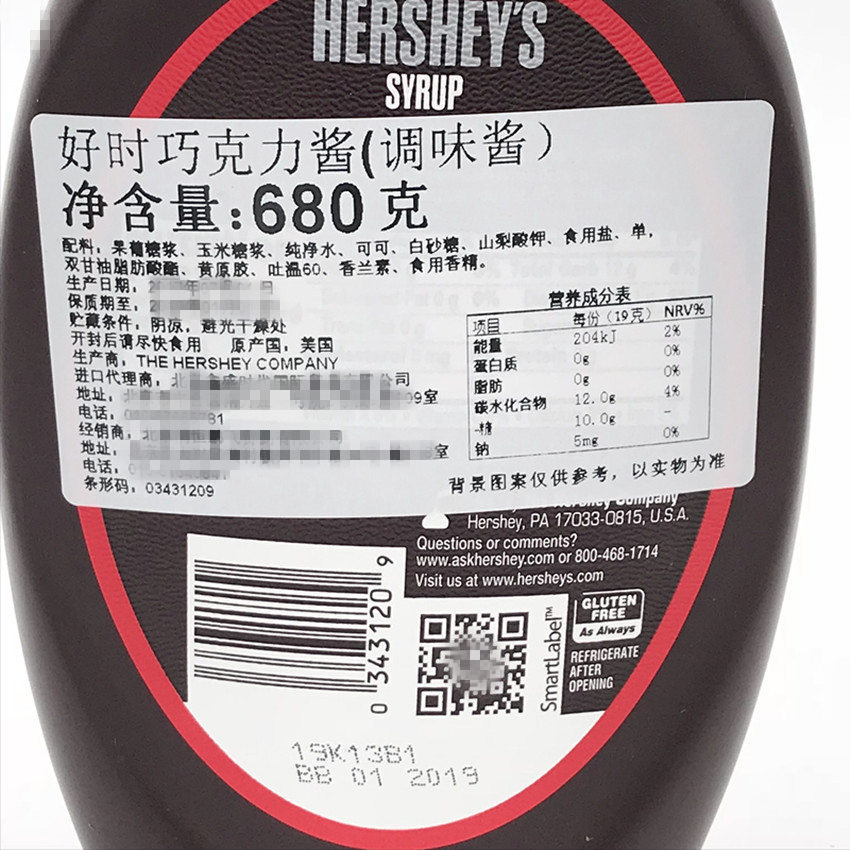 HERSHEY'S
SYRUP
好时巧克力酱(调味酱)
净含量:680克
配料:果葡糖浆、玉米糖浆、纯净水、可可、白砂糖、山梨酸钾、食用盐、单,
双甘油脂肪酸酯、黄原胶、吐温60、香兰素、食用香精。
生产日期:
保质期至:
贮藏条件:阴凉,避光干燥处
开封后请尽快食用 原产国:美国
生产商:THE HERSHEY COMPANY
进口代理商:
地址:
电话:
经销商:
地址:
电话:
条形码:03431209
营养成分表
项目 每份(19克) NRV%
能量 204kJ 2%
蛋白质 0g 0%
脂肪 0g 0%
碳水化合物 12.0g 4%
-糖 10.0g -
钠 5mg 0%
背景图案仅供参考,以实物为准
Hershey Company
Hershey, PA 17033-0815, U.S.A.
Questions or comments?
www.askhershey.com or 800-468-1714
Visit us at www.hersheys.com
0 343120 9
SmartLabel™
GLUTEN
FREE
As Always
REFRIGERATE
AFTER
OPENING
19K13B1
BB 01 2019